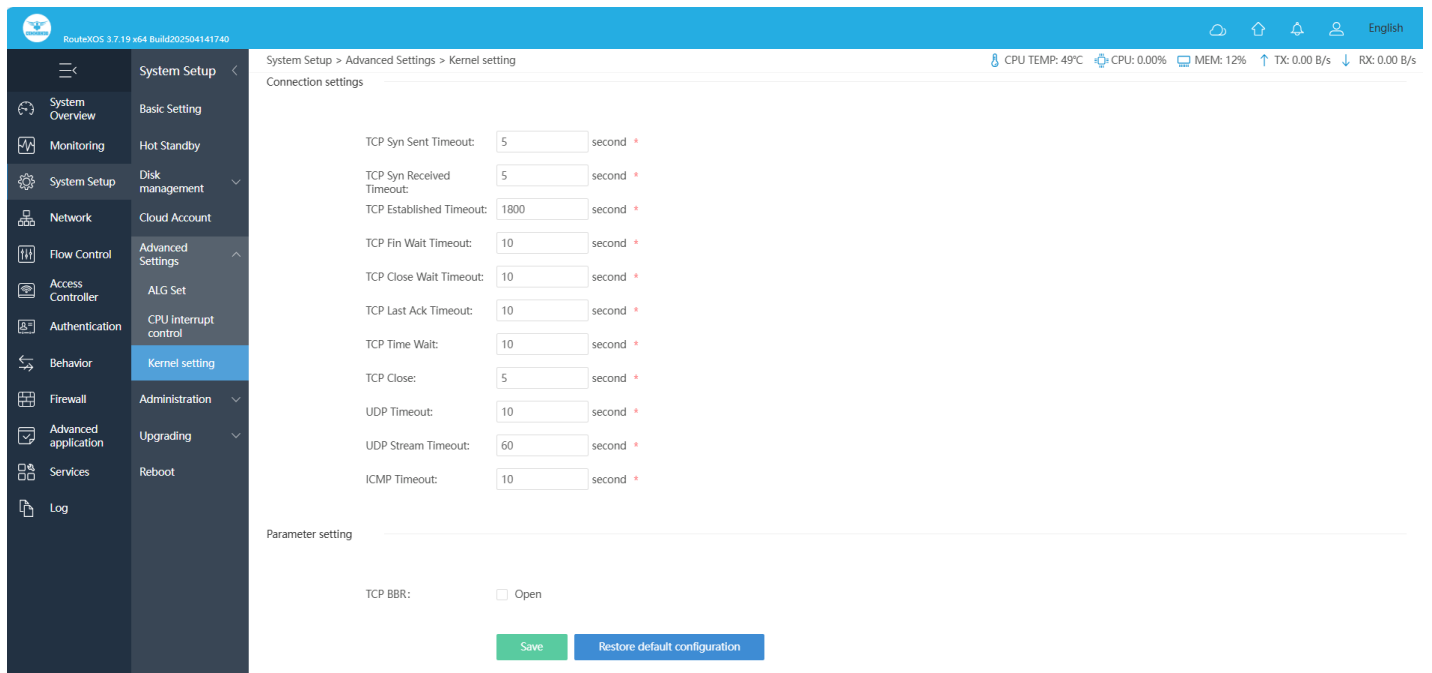 RouteXOS 3.7.19 x64 Build202504141740
English
System Setup
System Overview
Monitoring
System Setup
Network
Flow Control
Access Controller
Authentication
Behavior
Firewall
Advanced application
Services
Log
Basic Setting
Hot Standby
Disk management
Cloud Account
Advanced Settings
ALG Set
CPU interrupt control
Kernel setting
Administration
Upgrading
Reboot
System Setup > Advanced Settings > Kernel setting
CPU TEMP: 49°C CPU: 0.00% MEM: 12% TX: 0.00 B/s RX: 0.00 B/s
Connection settings
TCP Syn Sent Timeout: 5 second *
TCP Syn Received Timeout: 5 second *
TCP Established Timeout: 1800 second *
TCP Fin Wait Timeout: 10 second *
TCP Close Wait Timeout: 10 second *
TCP Last Ack Timeout: 10 second *
TCP Time Wait: 10 second *
TCP Close: 5 second *
UDP Timeout: 10 second *
UDP Stream Timeout: 60 second *
ICMP Timeout: 10 second *
Parameter setting
TCP BBR: Open
Save Restore default configuration